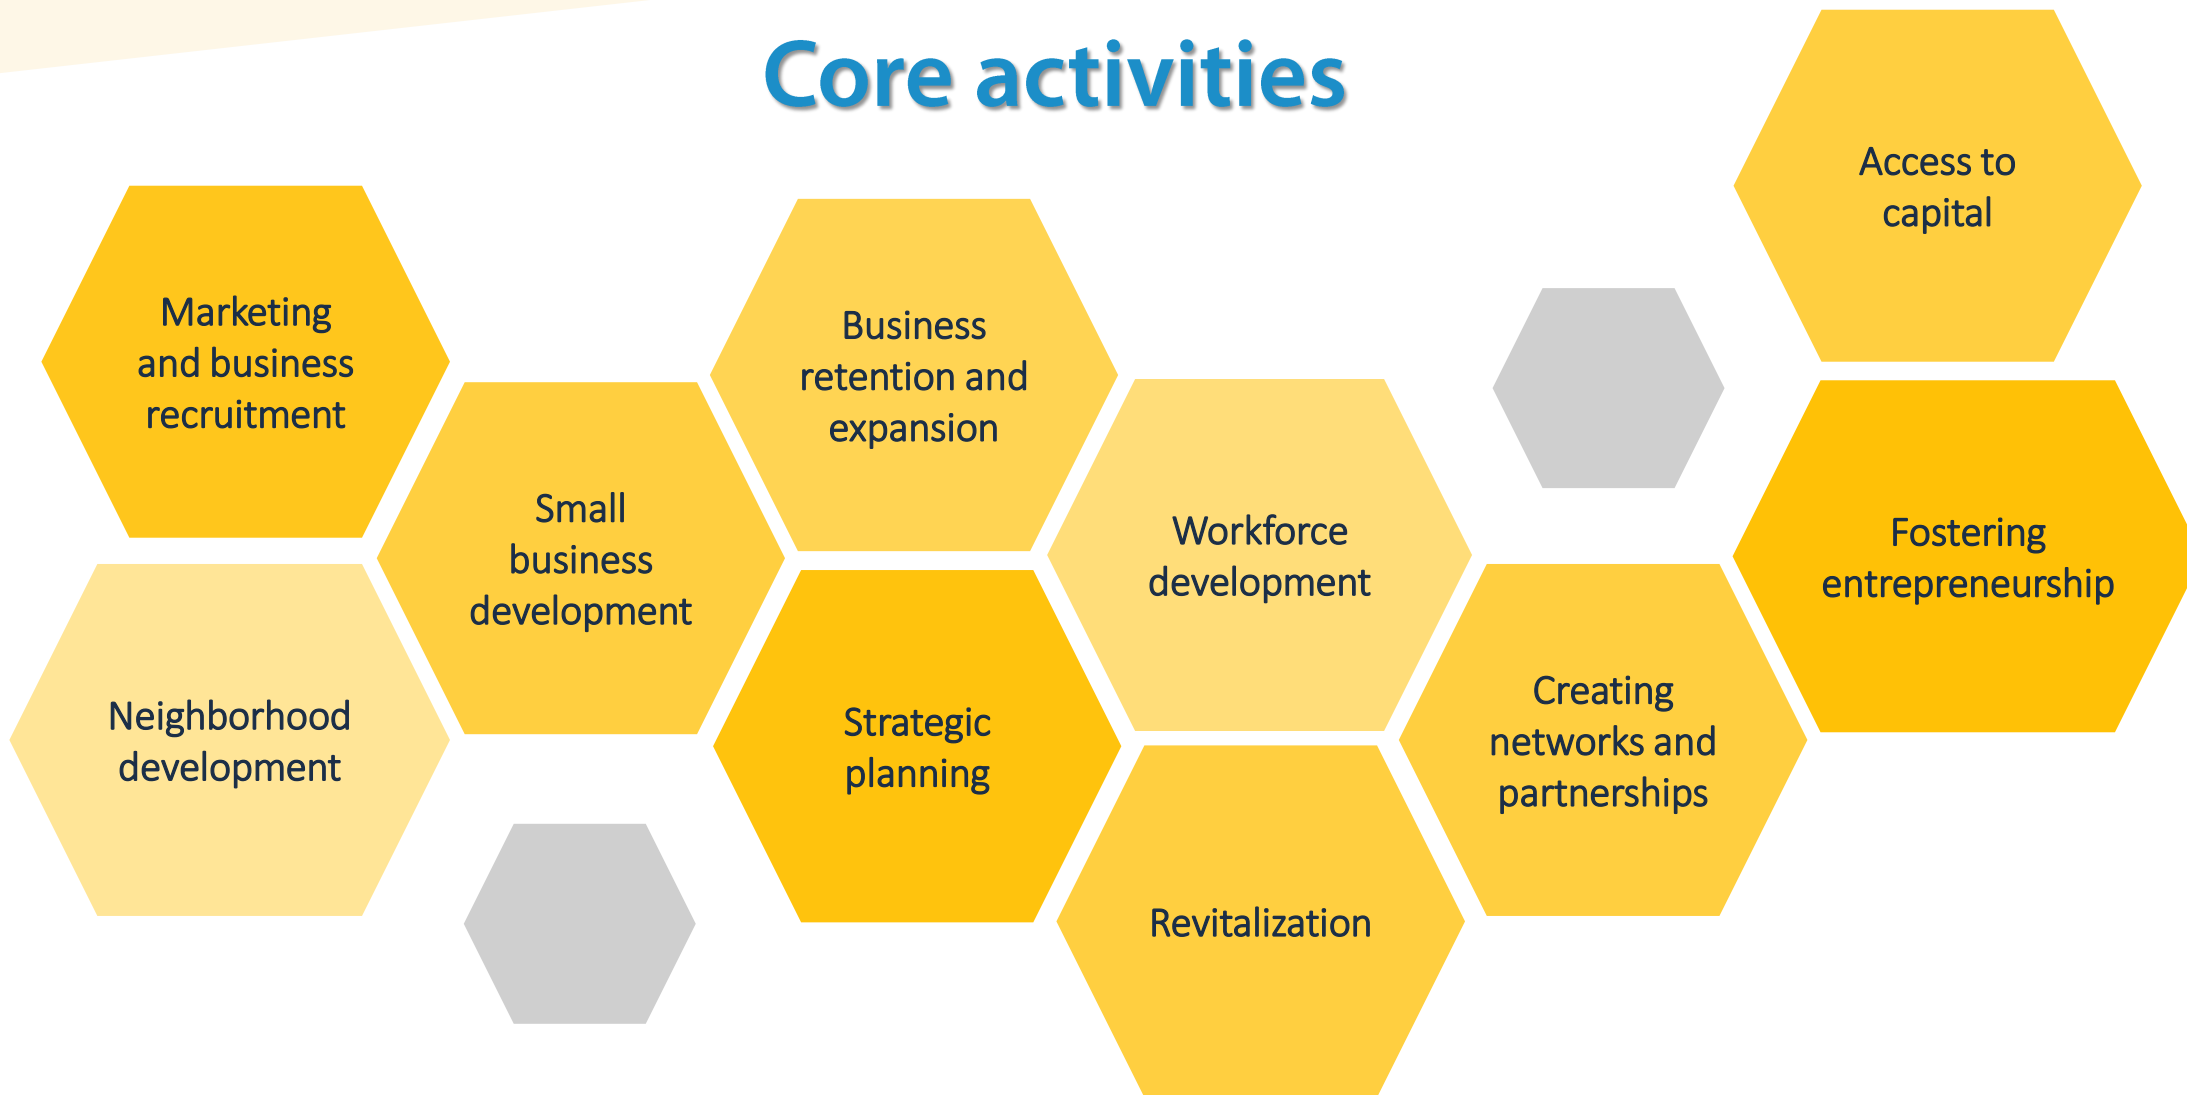 Core activities
Access to
capital
Marketing
and business
recruitment
Business
retention and
expansion
Small
business
development
Workforce
development
Fostering
entrepreneurship
Neighborhood
development
Strategic
planning
Creating
networks and
partnerships
Revitalization